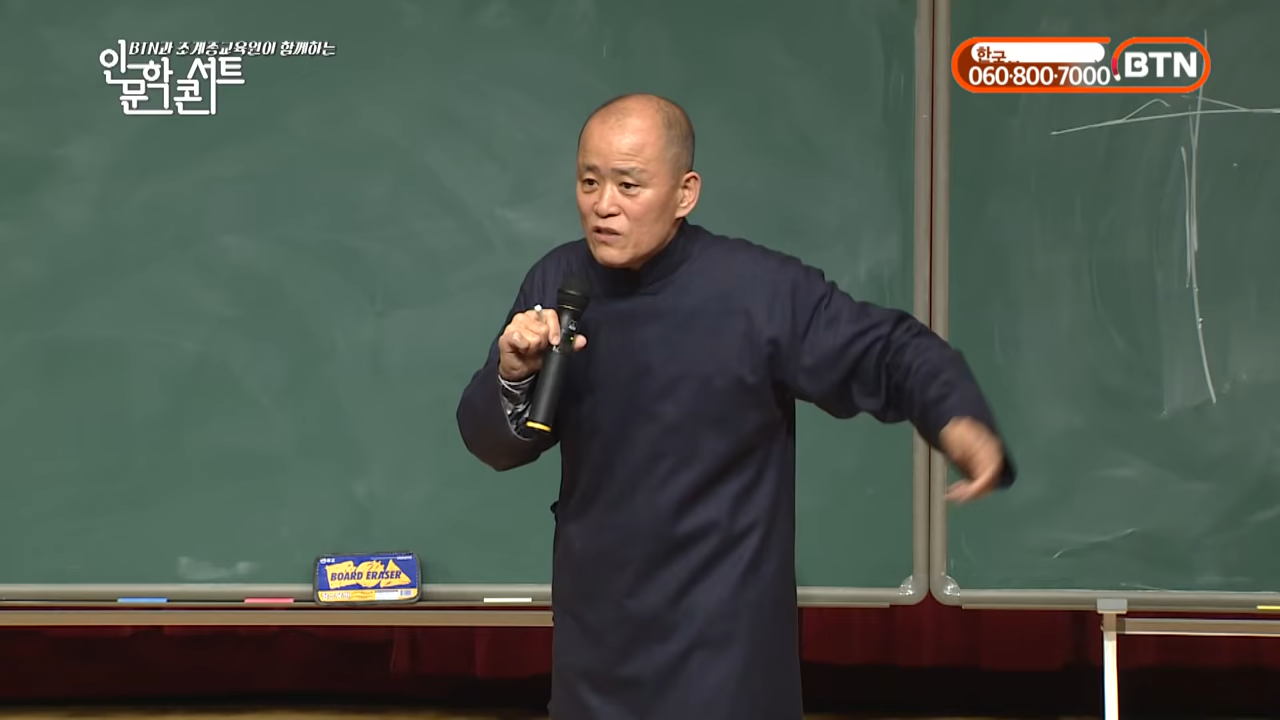 BTN과 조계종교육원이 함께하는
인문학 콘서트
한국
060·800·7000
BTN
BOARD ERASER